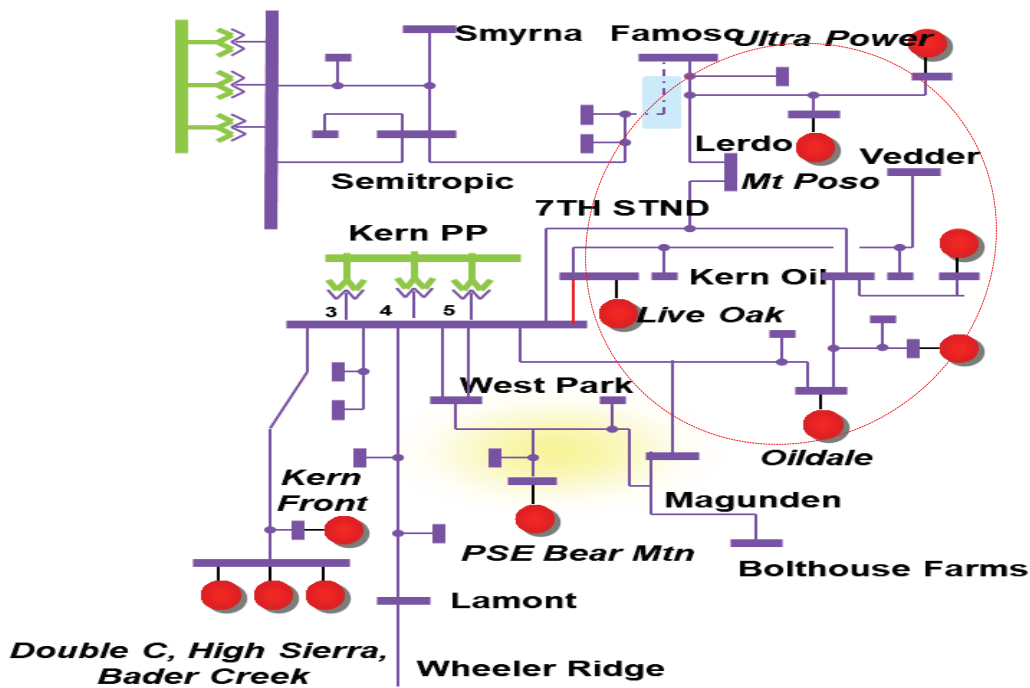 Smyrna
Famoso
Ultra Power
Lerdo
Vedder
Semitropic
Mt Poso
7TH STND
Kern PP
Kern Oil
3
4
5
Live Oak
West Park
Oildale
Kern
Front
Magunden
PSE Bear Mtn
Bolthouse Farms
Lamont
Double C, High Sierra,
Bader Creek
Wheeler Ridge